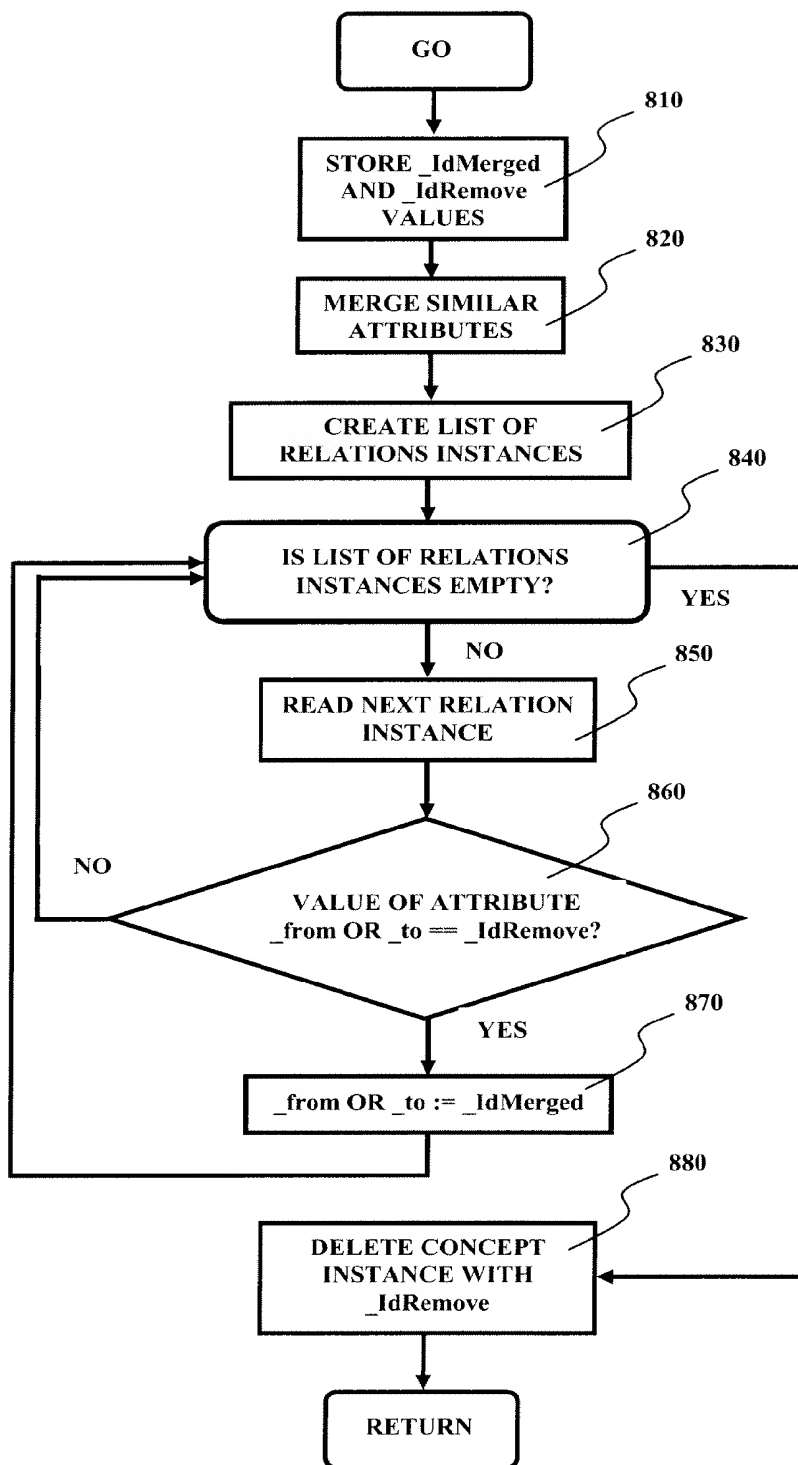 GO
810
STORE _IdMerged
AND _IdRemove
VALUES
820
MERGE SIMILAR
ATTRIBUTES
830
CREATE LIST OF
RELATIONS INSTANCES
840
IS LIST OF RELATIONS
INSTANCES EMPTY?
YES
NO
850
READ NEXT RELATION
INSTANCE
860
NO
VALUE OF ATTRIBUTE
_from OR _to == _IdRemove?
YES
870
_from OR _to := _IdMerged
880
DELETE CONCEPT
INSTANCE WITH
_IdRemove
RETURN